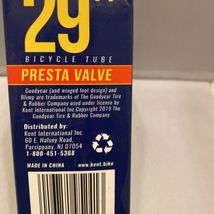 29"
BICYCLE TUBE
PRESTA VALVE
Goodyear (and winged foot design) and
Blimp are trademarks of The Goodyear Tire
& Rubber Company used under license by
Kent International Inc. Copyright 2019 The
Goodyear Tire & Rubber Company.
Distributed by:
Kent International Inc.
60 E. Halsey Road,
Parsippany, NJ 07054
1-800-451-5368
MADE IN CHINA
www.kent.bike